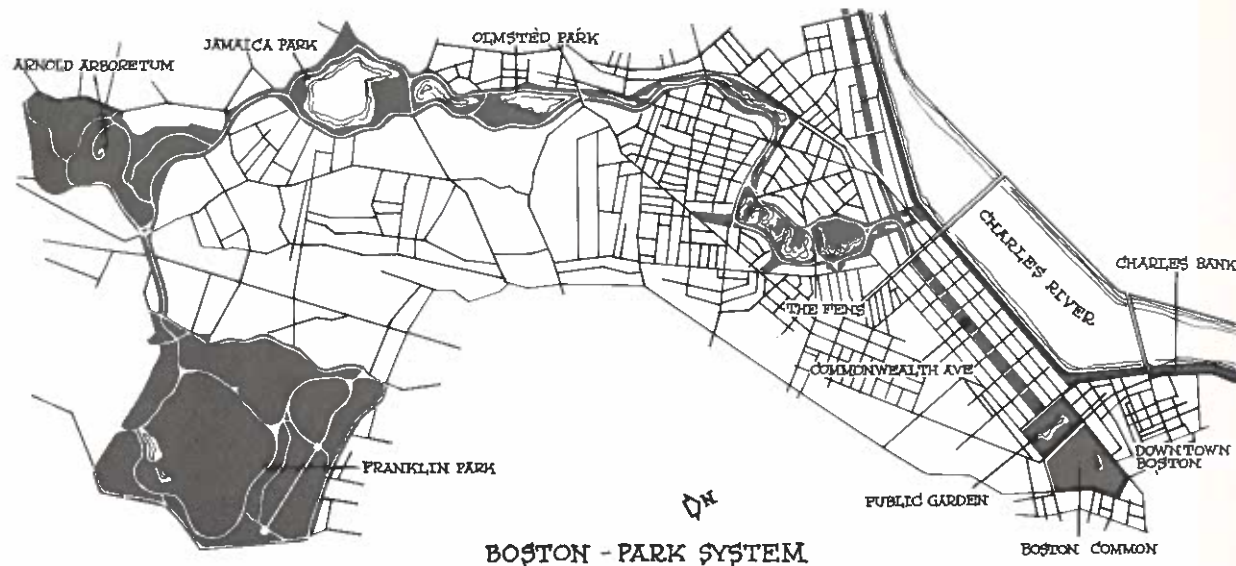 JAMAICA PARK
OLMSTED PARK
ARNOLD ARBORETUM
CHARLES RIVER
CHARLES BANK
THE FENS
COMMONWEALTH AVE
FRANKLIN PARK
DOWNTOWN
BOSTON
PUBLIC GARDEN
N
BOSTON COMMON
BOSTON - PARK SYSTEM